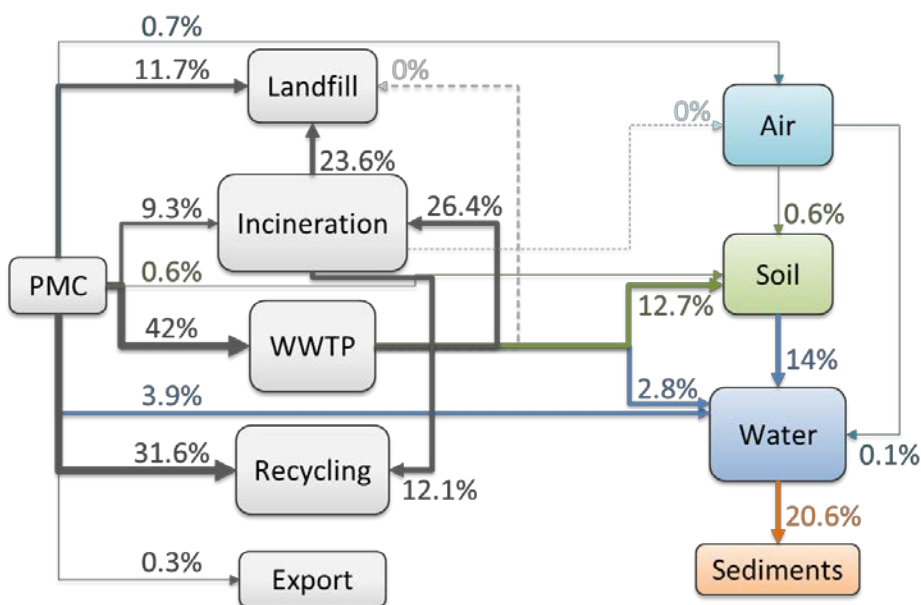 0.7%
11.7%
Landfill
0%
0%
Air
23.6%
9.3%
Incineration
26.4%
0.6%
PMC
0.6%
Soil
12.7%
42%
WWTP
14%
3.9%
2.8%
Water
31.6%
Recycling
12.1%
0.1%
20.6%
0.3%
Export
Sediments